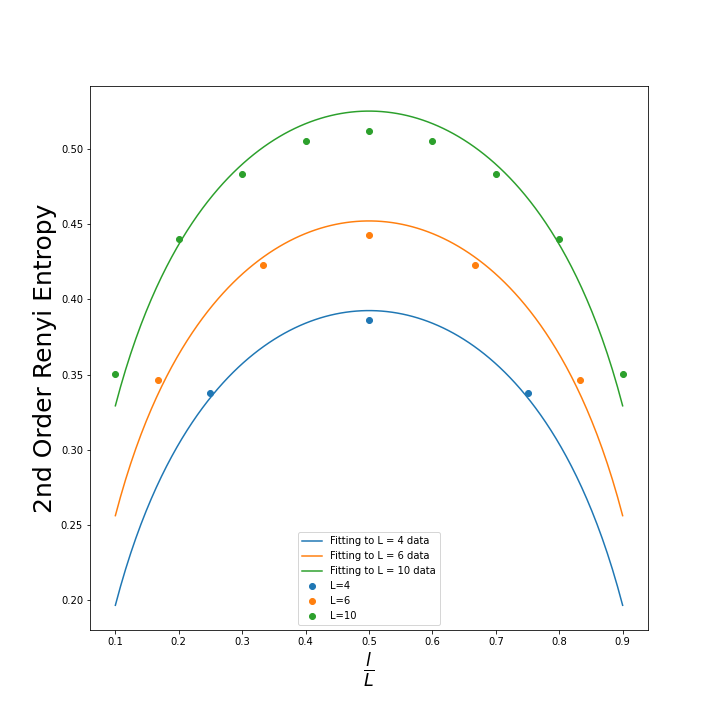 2nd Order Renyi Entropy
0.50
0.45
0.40
0.35
0.30
0.25
0.20
Fitting to L = 4 data
Fitting to L = 6 data
Fitting to L = 10 data
L=4
L=6
L=10
0.1 0.2 0.3 0.4 0.5 0.6 0.7 0.8 0.9
l
L